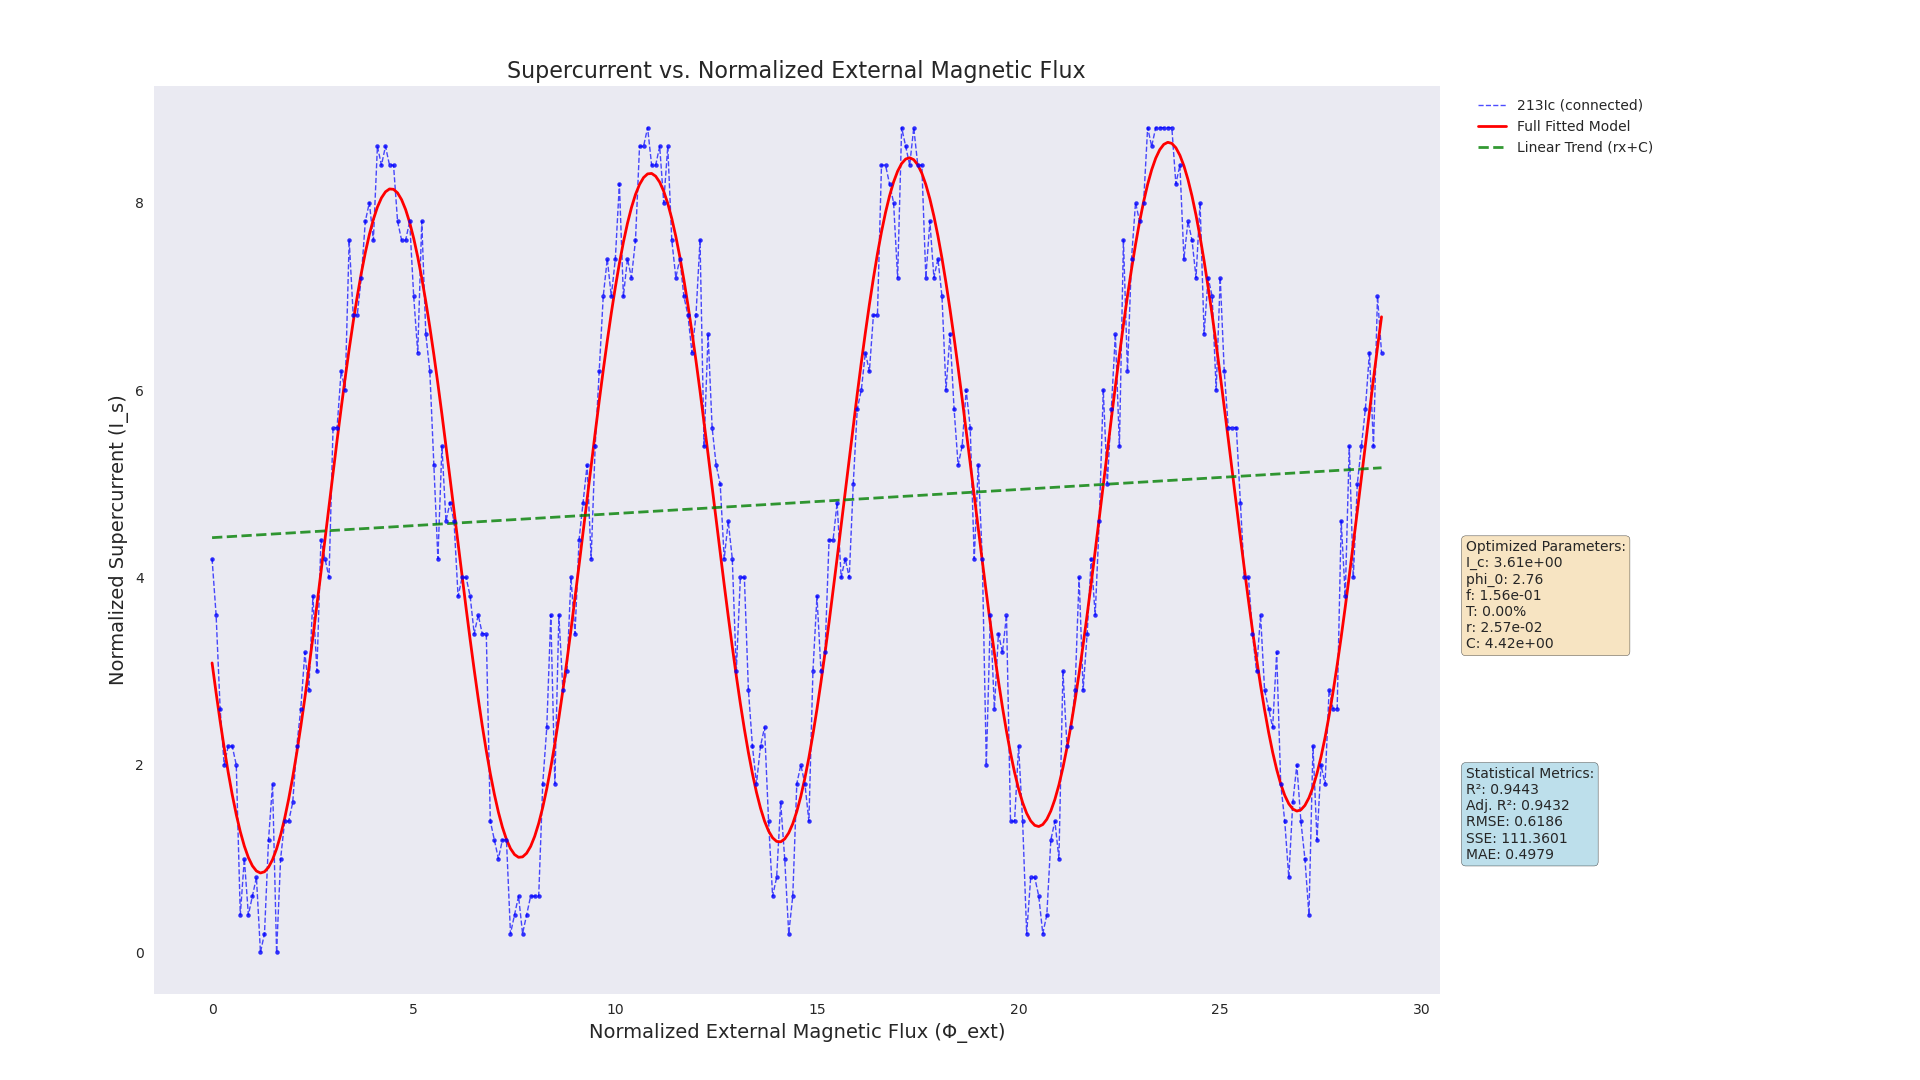 Supercurrent vs. Normalized External Magnetic Flux
213Ic (connected)
Full Fitted Model
Linear Trend (rx+C)
Normalized Supercurrent (I_s)
8
6
4
2
0
0
5
10
15
20
25
30
Normalized External Magnetic Flux (Φ_ext)
Optimized Parameters:
I_c: 3.61e+00
phi_0: 2.76
f: 1.56e-01
T: 0.00%
r: 2.57e-02
C: 4.42e+00
Statistical Metrics:
R²: 0.9443
Adj. R²: 0.9432
RMSE: 0.6186
SSE: 111.3601
MAE: 0.4979